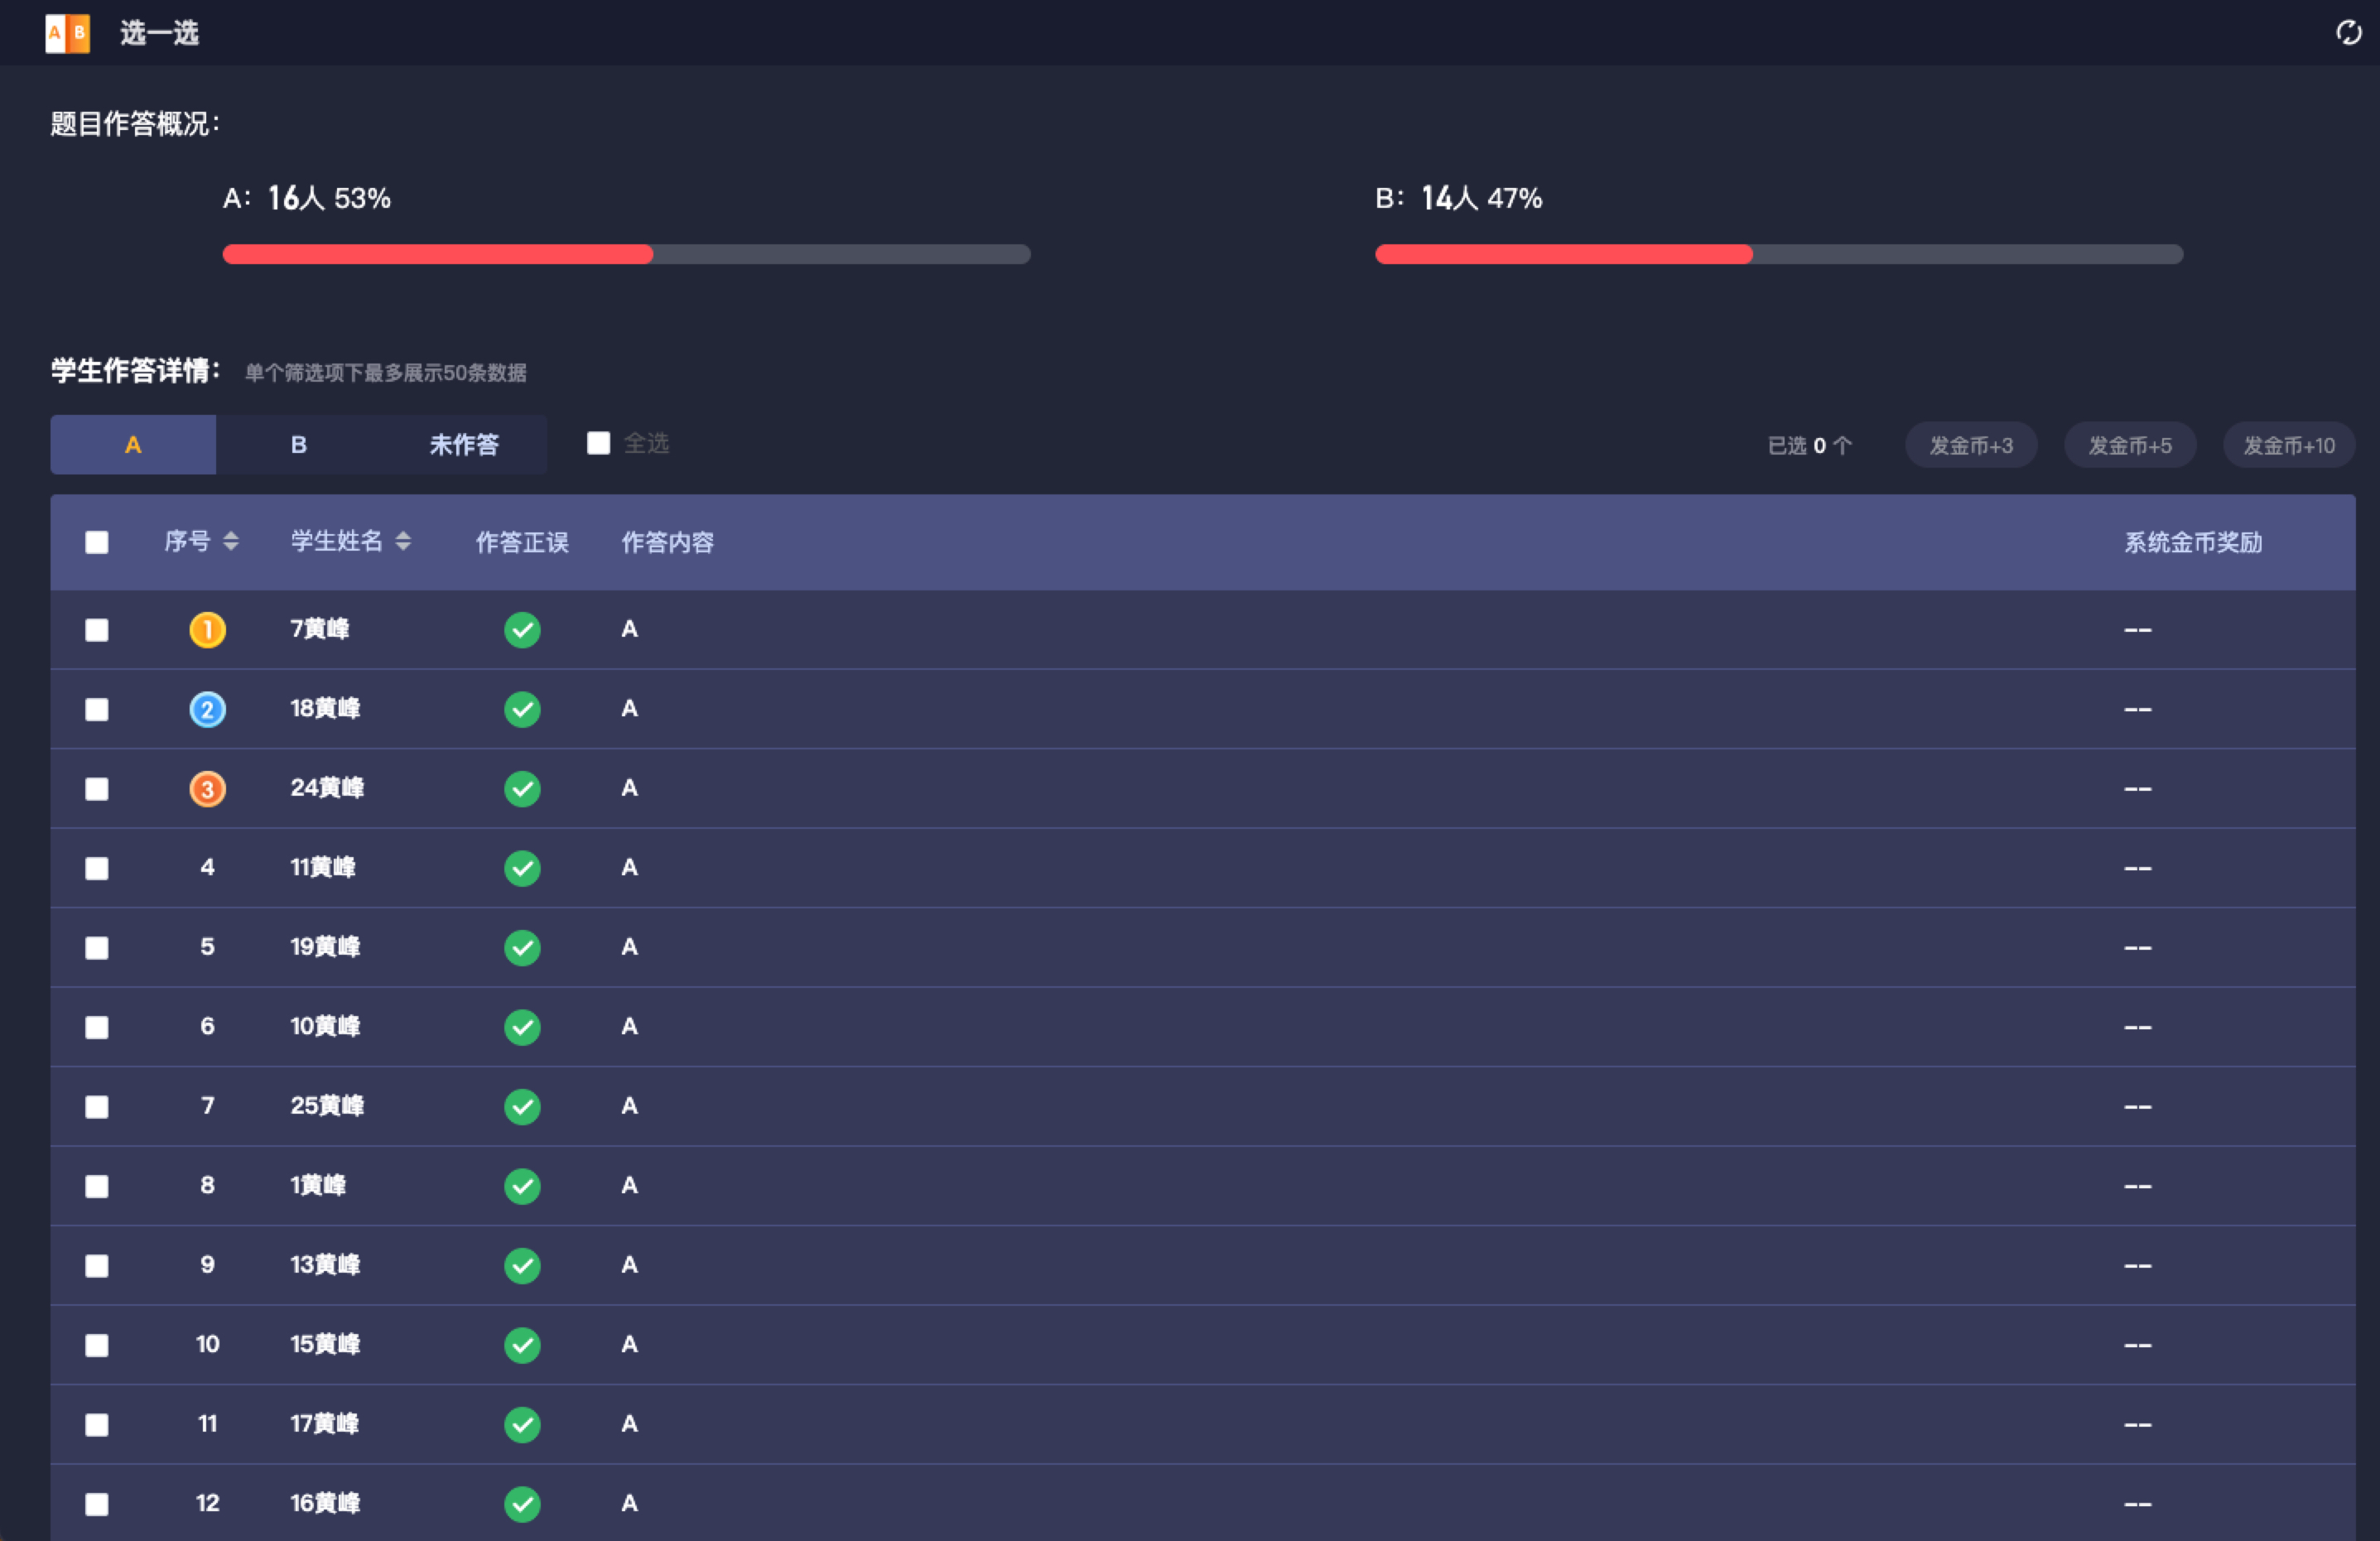 A B 选一选
题目作答概况：
A： 16人 53% B： 14人 47%
学生作答详情： 单个筛选项下最多展示50条数据
A B 未作答 全选 已选 0 个 发金币+3 发金币+5 发金币+10
序号 学生姓名 作答正误 作答内容 系统金币奖励
1 7黄峰 A --
2 18黄峰 A --
3 24黄峰 A --
4 11黄峰 A --
5 19黄峰 A --
6 10黄峰 A --
7 25黄峰 A --
8 1黄峰 A --
9 13黄峰 A --
10 15黄峰 A --
11 17黄峰 A --
12 16黄峰 A --